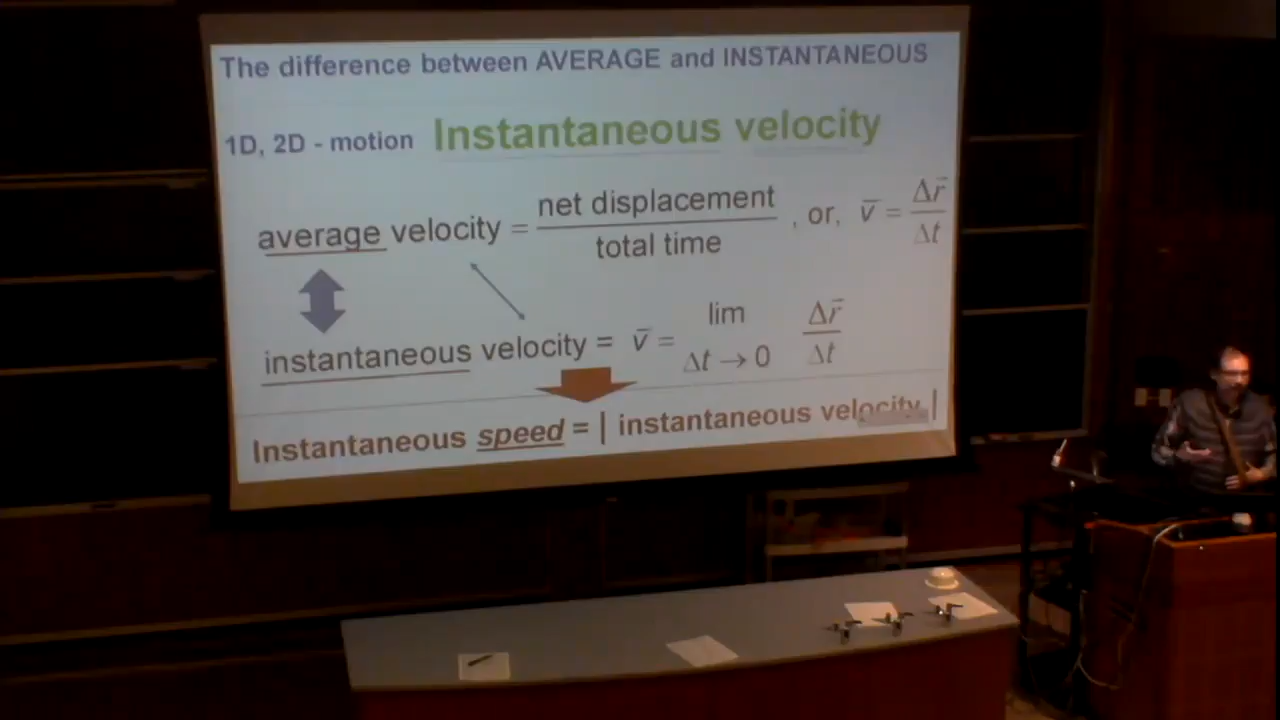 The difference between AVERAGE and INSTANTANEOUS
1D, 2D - motion Instantaneous velocity
average velocity = net displacement / total time , or, v̄ = Δr⃗ / Δt
instantaneous velocity = v̄ = lim Δt → 0 Δr⃗ / Δt
Instantaneous speed = | instantaneous velocity |